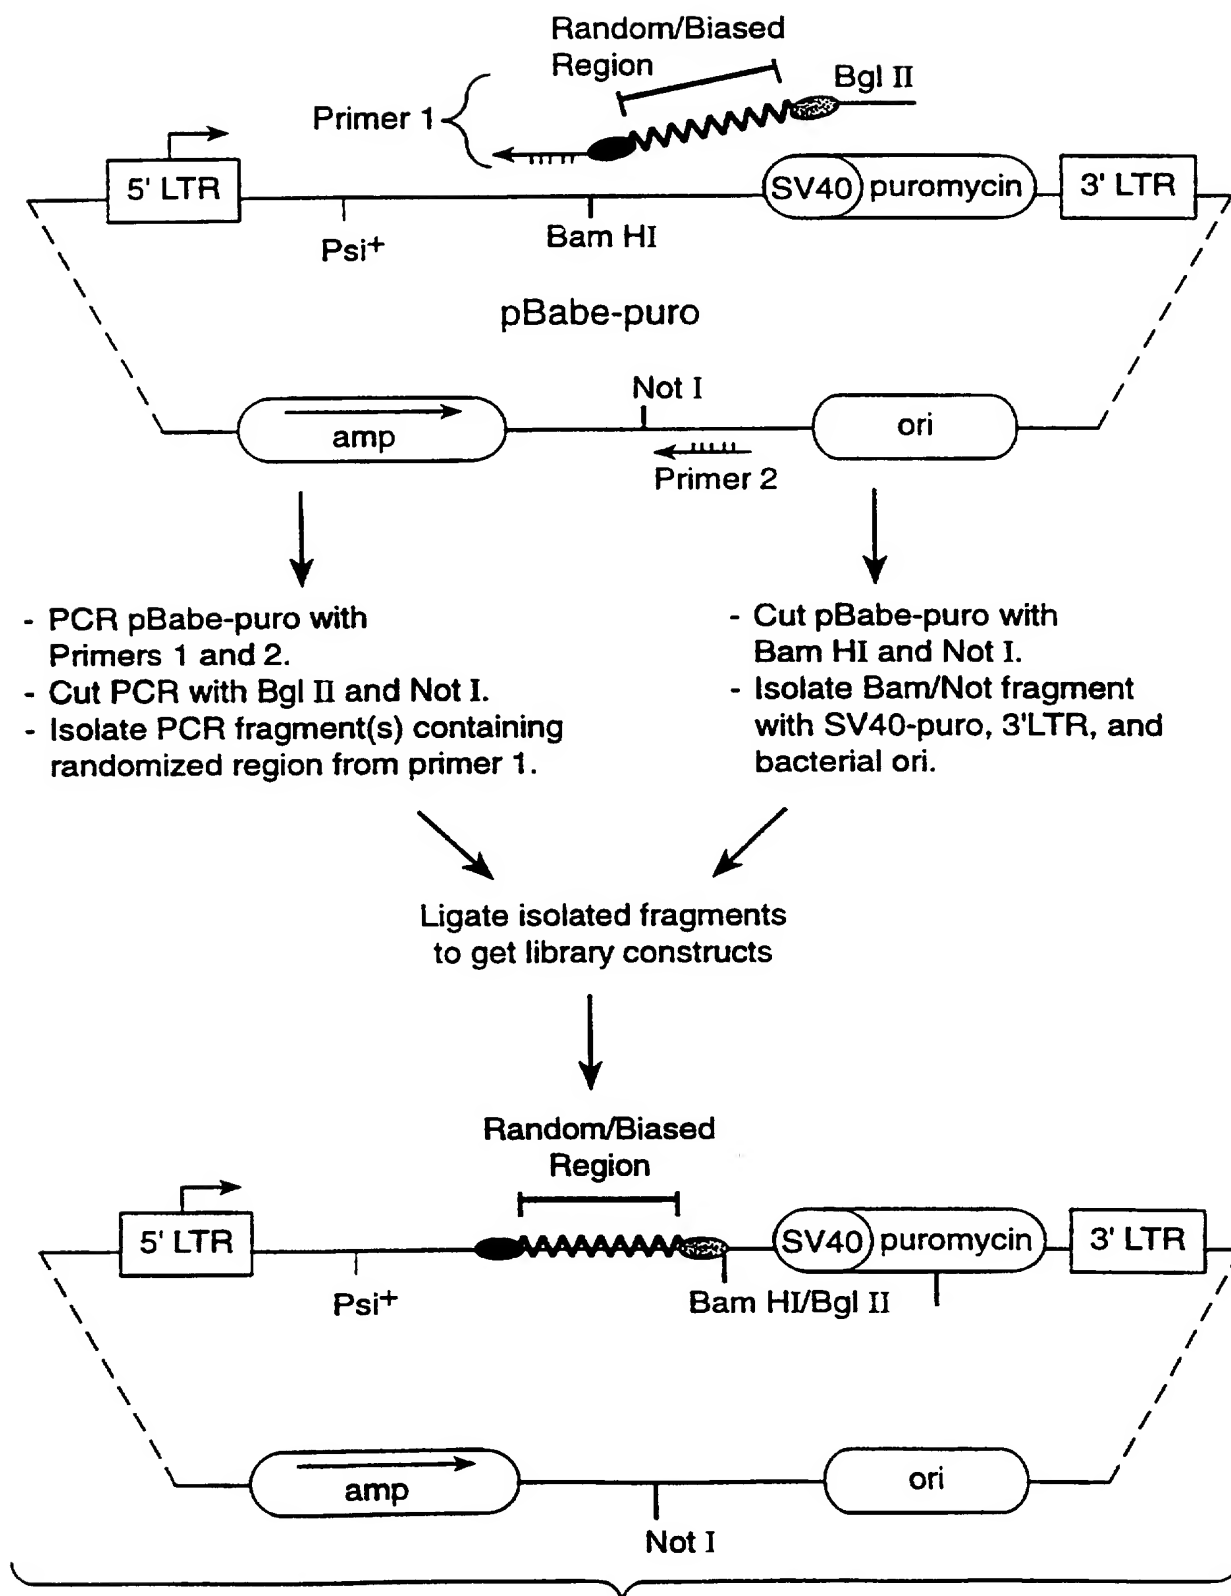 Random/Biased
Region
Bgl II
Primer 1
5' LTR
SV40
puromycin
3' LTR
Psi+
Bam HI
pBabe-puro
Not I
amp
ori
Primer 2
- PCR pBabe-puro with
Primers 1 and 2.
- Cut PCR with Bgl II and Not I.
- Isolate PCR fragment(s) containing
randomized region from primer 1.
- Cut pBabe-puro with
Bam HI and Not I.
- Isolate Bam/Not fragment
with SV40-puro, 3'LTR, and
bacterial ori.
Ligate isolated fragments
to get library constructs
Random/Biased
Region
5' LTR
SV40
puromycin
3' LTR
Psi+
Bam HI/Bgl II
amp
ori
Not I